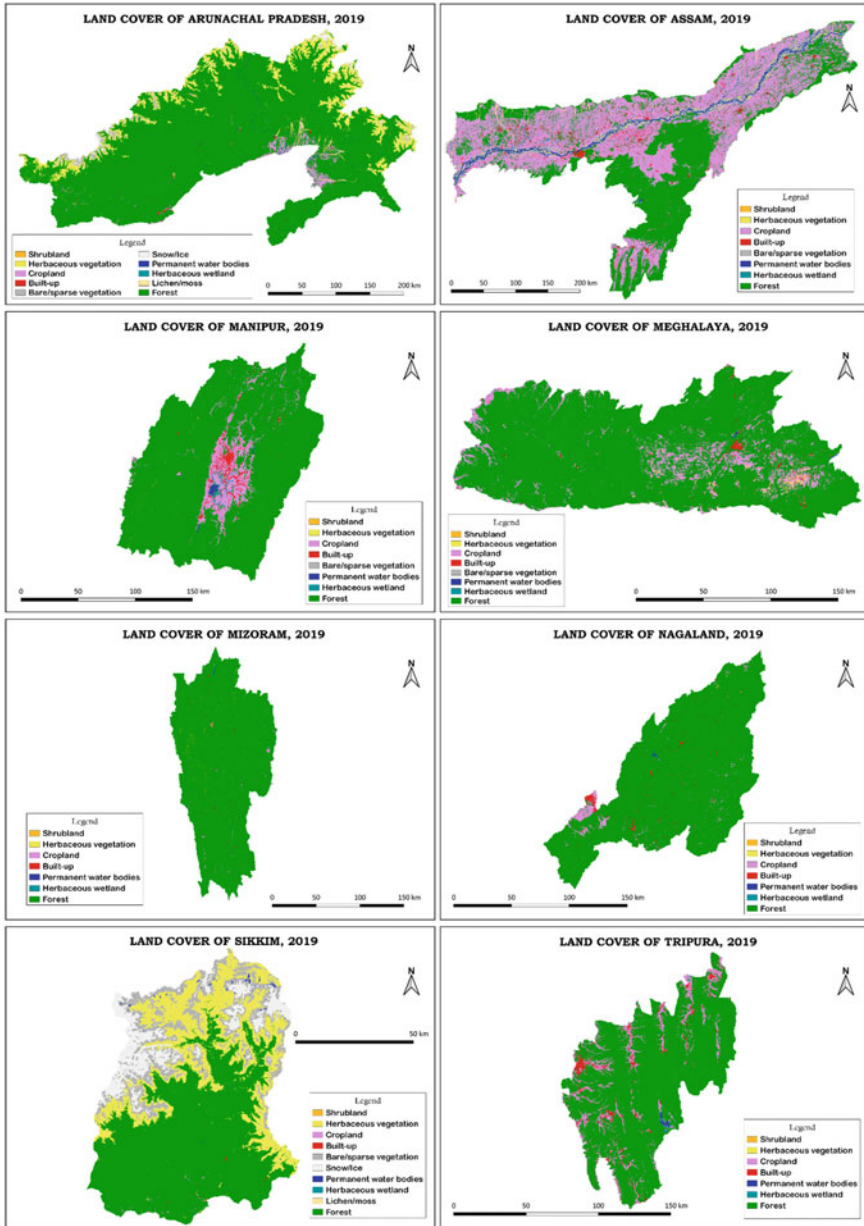 LAND COVER OF ARUNACHAL PRADESH, 2019
N
Legend
Shrubland
Herbaceous vegetation
Cropland
Built-up
Bare/sparse vegetation
Snow/Ice
Permanent water bodies
Herbaceous wetland
Lichen/moss
Forest
0 50 100 150 200 km
LAND COVER OF ASSAM, 2019
N
Legend
Shrubland
Herbaceous vegetation
Cropland
Built-up
Bare/sparse vegetation
Permanent water bodies
Herbaceous wetland
Forest
0 50 100 150 200 km
LAND COVER OF MANIPUR, 2019
N
Legend
Shrubland
Herbaceous vegetation
Cropland
Built-up
Bare/sparse vegetation
Permanent water bodies
Herbaceous wetland
Forest
0 50 100 150 km
LAND COVER OF MEGHALAYA, 2019
N
Legend
Shrubland
Herbaceous vegetation
Cropland
Built-up
Bare/sparse vegetation
Permanent water bodies
Herbaceous wetland
Forest
0 50 100 150 km
LAND COVER OF MIZORAM, 2019
N
Legend
Shrubland
Herbaceous vegetation
Cropland
Built-up
Permanent water bodies
Herbaceous wetland
Forest
0 50 100 150 km
LAND COVER OF NAGALAND, 2019
N
Legend
Shrubland
Herbaceous vegetation
Cropland
Built-up
Permanent water bodies
Herbaceous wetland
Forest
0 50 100 150 km
LAND COVER OF SIKKIM, 2019
N
0 50 km
Legend
Shrubland
Herbaceous vegetation
Cropland
Built-up
Bare/sparse vegetation
Snow/Ice
Permanent water bodies
Herbaceous wetland
Lichen/moss
Forest
LAND COVER OF TRIPURA, 2019
N
Legend
Shrubland
Herbaceous vegetation
Cropland
Built-up
Permanent water bodies
Herbaceous wetland
Forest
0 50 100 150 km